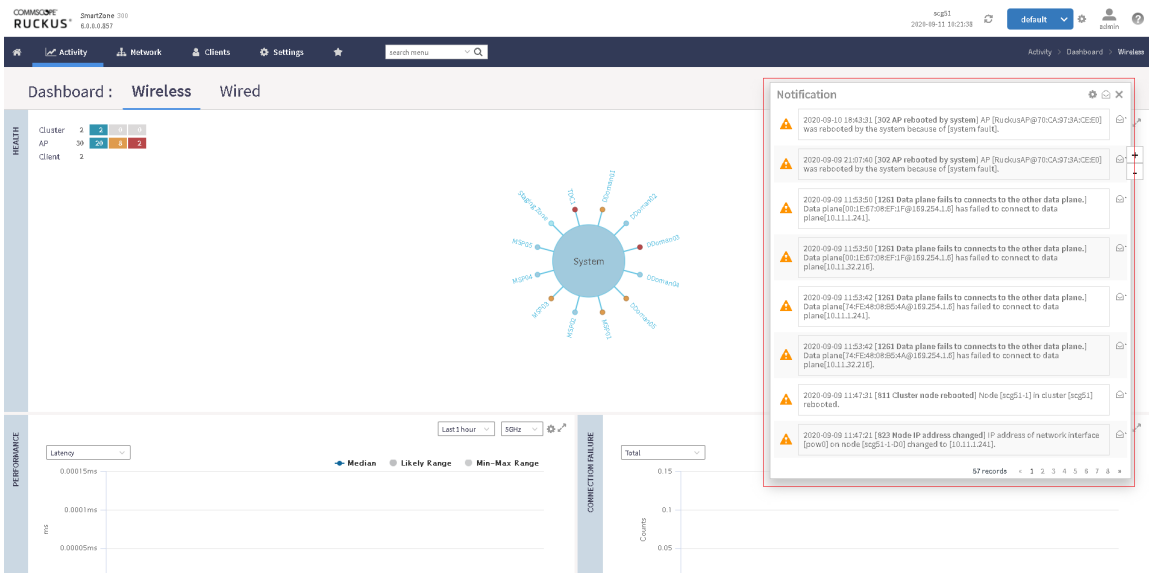 COMMSCOPE
RUCKUS®
SmartZone 300
6.0.0.0.857
scg51
2020-09-11 10:21:38
default
admin
Activity
Network
Clients
Settings
search menu
Activity > Dashboard > Wireless
Dashboard :
Wireless
Wired
HEALTH
Cluster 2 2 0 0
AP 30 20 8 2
Client 2
System
DDoman01
DDoman02
DDoman03
DDoman04
DDoman05
MSP01
MSP02
MSP03
MSP04
MSP05
Staging Zone
Notification
2020-09-10 18:43:31 [302 AP rebooted by system] AP [RuckusAP@70:CA:97:3A:CE:E0]
was rebooted by the system because of [system fault].
2020-09-09 21:07:40 [302 AP rebooted by system] AP [RuckusAP@70:CA:97:3A:CE:E0]
was rebooted by the system because of [system fault].
2020-09-09 11:53:50 [1261 Data plane fails to connects to the other data plane.]
Data plane[00:1E:67:08:EF:1F@169.254.1.6] has failed to connect to data
plane[10.11.1.241].
2020-09-09 11:53:50 [1261 Data plane fails to connects to the other data plane.]
Data plane[00:1E:67:08:EF:1F@169.254.1.6] has failed to connect to data
plane[10.11.32.216].
2020-09-09 11:53:42 [1261 Data plane fails to connects to the other data plane.]
Data plane[74:FE:48:08:B5:4A@169.254.1.6] has failed to connect to data
plane[10.11.1.241].
2020-09-09 11:53:42 [1261 Data plane fails to connects to the other data plane.]
Data plane[74:FE:48:08:B5:4A@169.254.1.6] has failed to connect to data
plane[10.11.32.216].
2020-09-09 11:47:31 [811 Cluster node rebooted] Node [scg51-1] in cluster [scg51]
rebooted.
2020-09-09 11:47:21 [823 Node IP address changed] IP address of network interface
[pow0] on node [scg51-1-D0] changed to [10.11.1.241].
57 records « 1 2 3 4 5 6 7 8 »
+
-
PERFORMANCE
Last 1 hour
5GHz
Latency
Median
Likely Range
Min-Max Range
0.00015ms
0.0001ms
0.00005ms
ms
CONNECTION FAILURE
Total
0.15
0.1
0.05
Counts